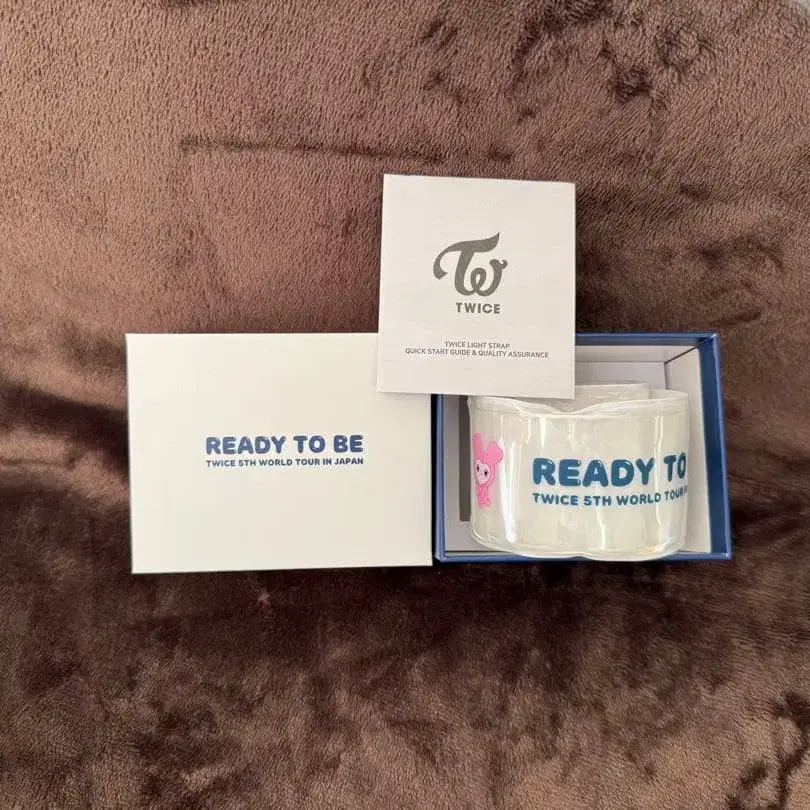 Tw
TWICE
TWICE LIGHT STRAP
QUICK START GUIDE & QUALITY ASSURANCE
READY TO BE
TWICE 5TH WORLD TOUR IN JAPAN
READY TO
TWICE 5TH WORLD TOUR